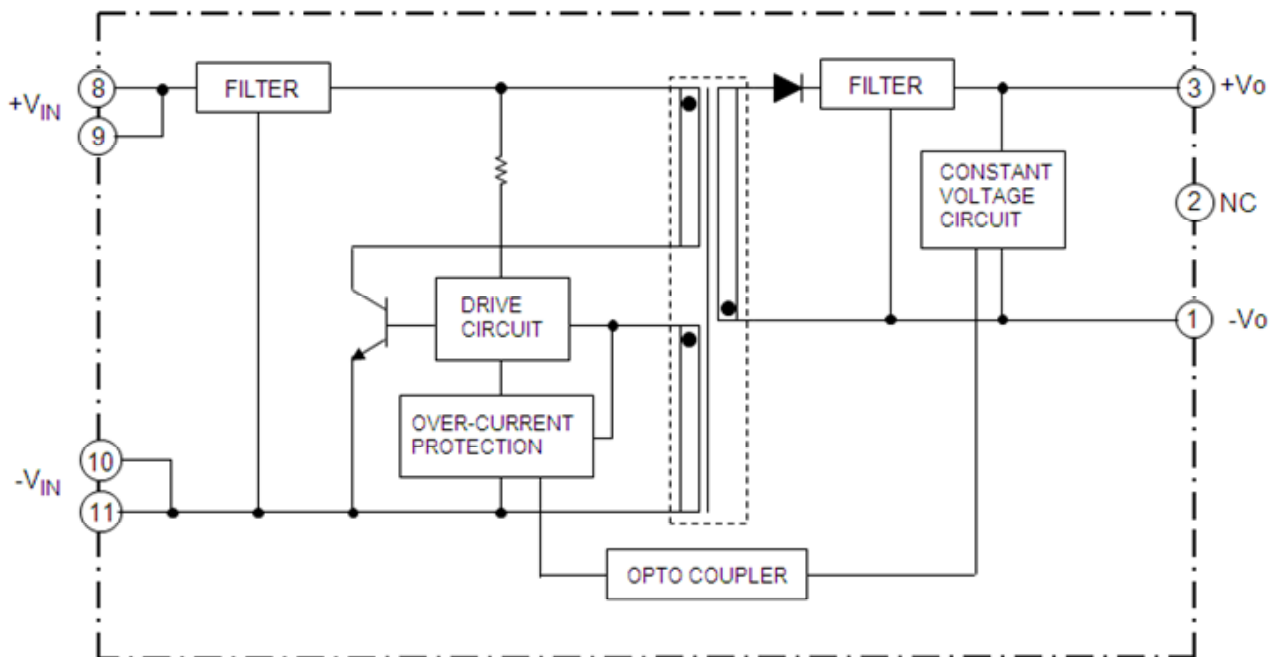 8
FILTER
FILTER
3
+Vo
+VIN
9
CONSTANT
VOLTAGE
CIRCUIT
2
NC
DRIVE
CIRCUIT
1
-Vo
OVER-CURRENT
PROTECTION
10
-VIN
11
OPTO COUPLER